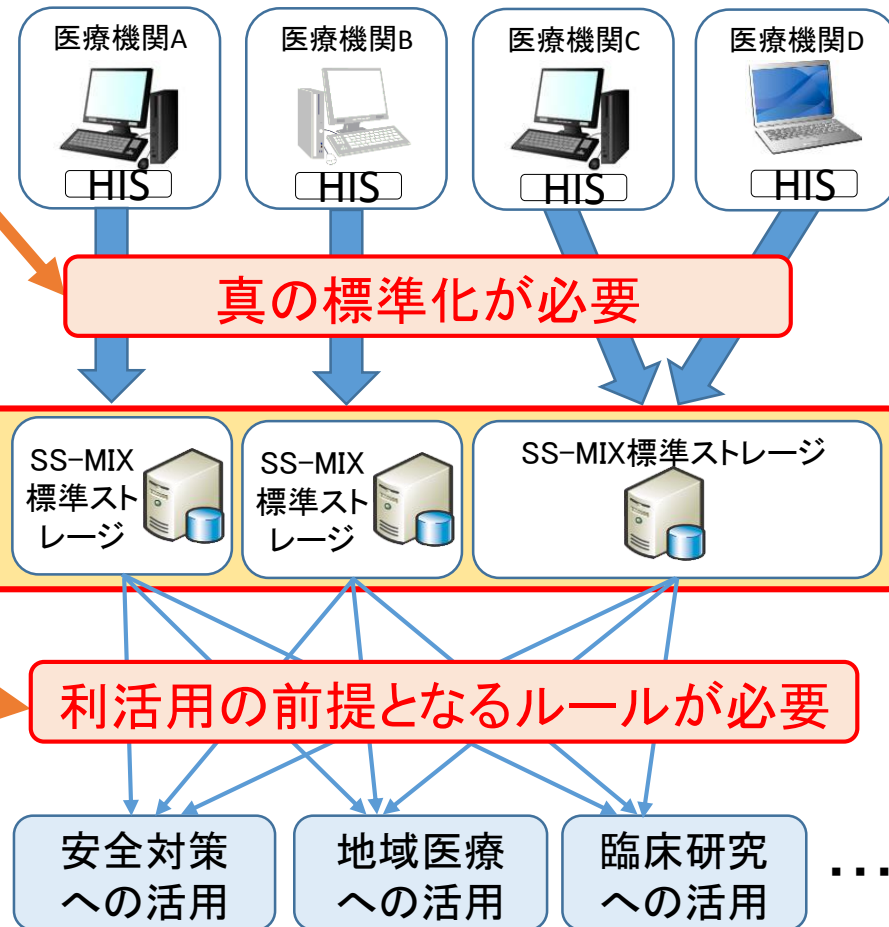 医療機関A
医療機関B
医療機関C
医療機関D
HIS
HIS
HIS
HIS
真の標準化が必要
SS-MIX
標準スト
レージ
SS-MIX
標準スト
レージ
SS-MIX標準ストレージ
利活用の前提となるルールが必要
安全対策
への活用
地域医療
への活用
臨床研究
への活用
...